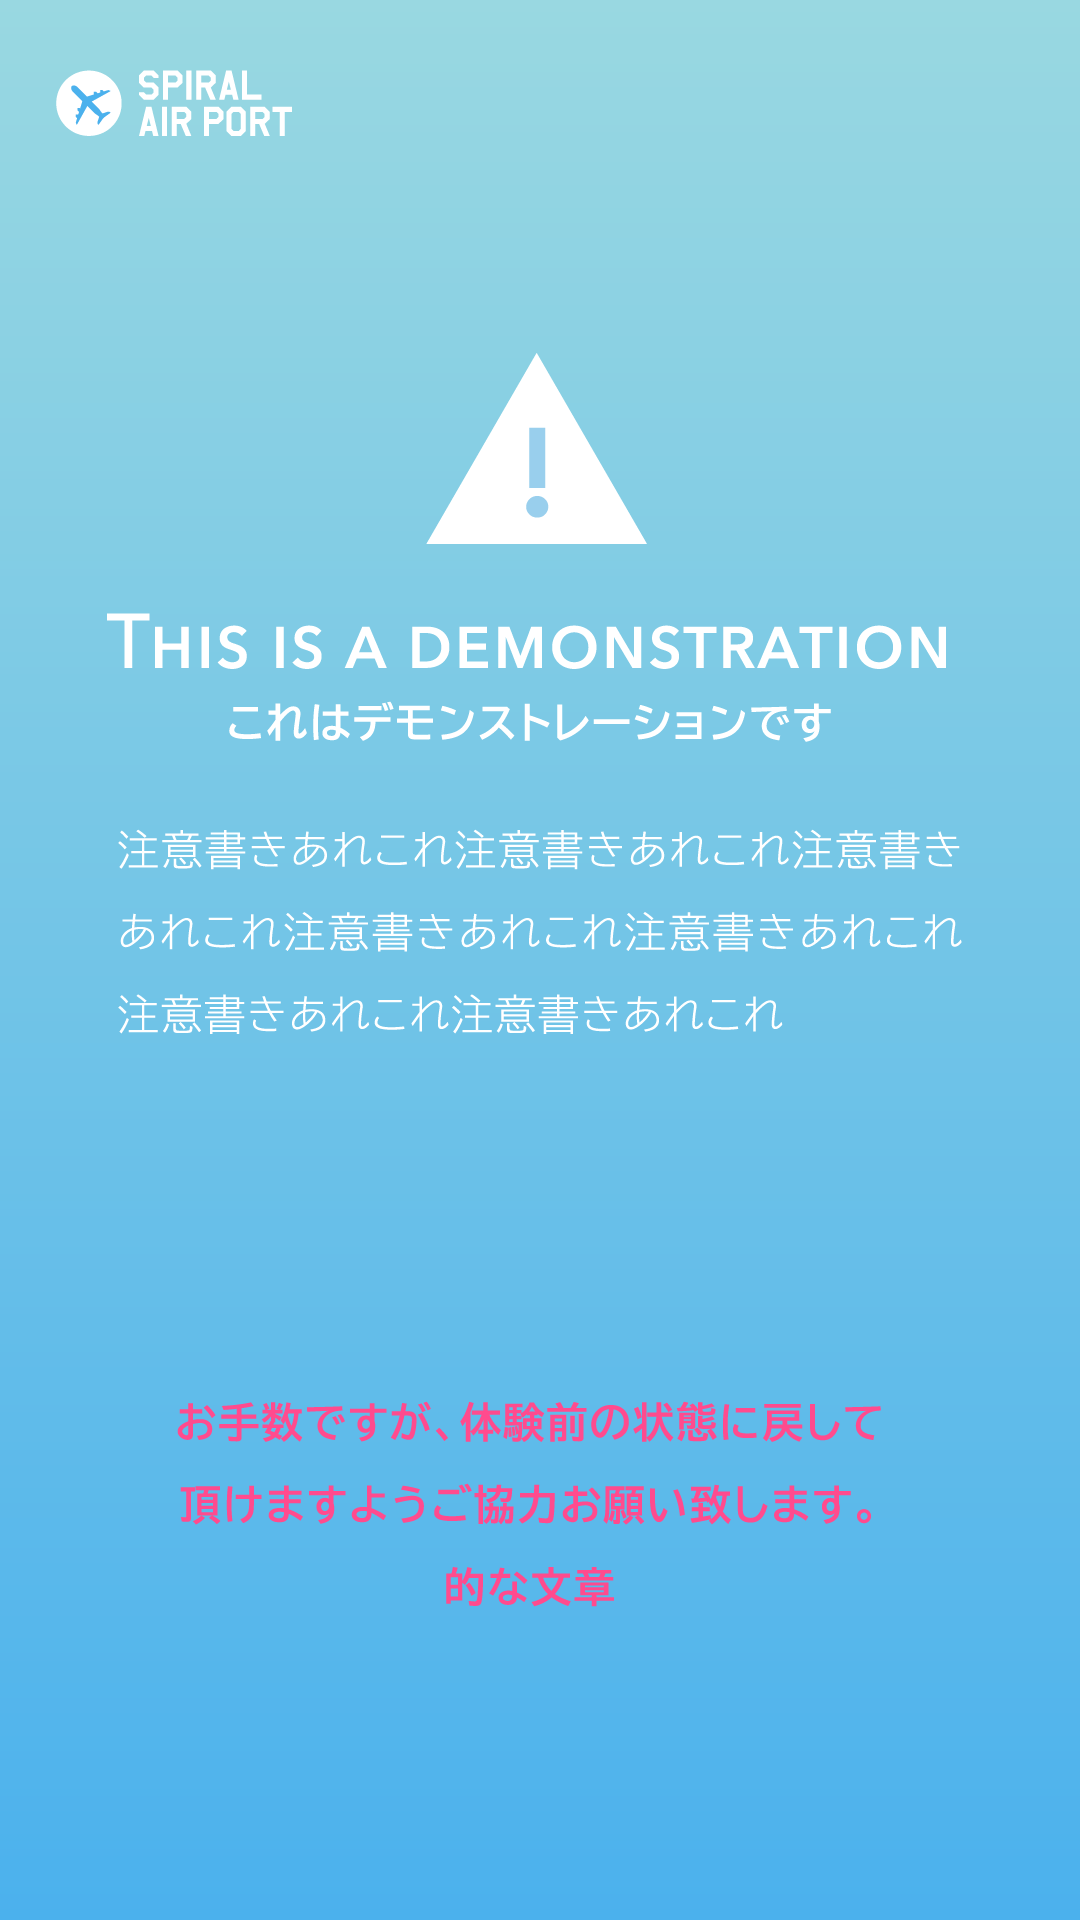 SPIRAL
AIR PORT
THIS IS A DEMONSTRATION
これはデモンストレーションです
注意書きあれこれ注意書きあれこれ注意書き
あれこれ注意書きあれこれ注意書きあれこれ
注意書きあれこれ注意書きあれこれ
お手数ですが、体験前の状態に戻して
頂けますようご協力お願い致します。
的な文章